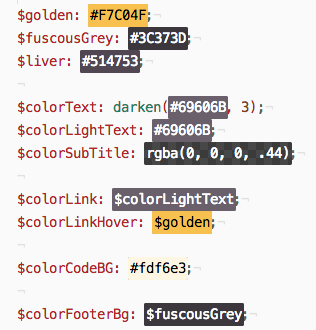 $golden: #F7C04F;¬
$fuscousGrey: #3C373D;¬
$liver: #514753;¬
¬
$colorText: darken(#69606B, 3);¬
$colorLightText: #69606B;¬
$colorSubTitle: rgba(0, 0, 0, .44);¬
¬
$colorLink: $colorLightText;¬
$colorLinkHover: $golden;¬
¬
$colorCodeBG: #fdf6e3;¬
¬
$colorFooterBg: $fuscousGrey;¬